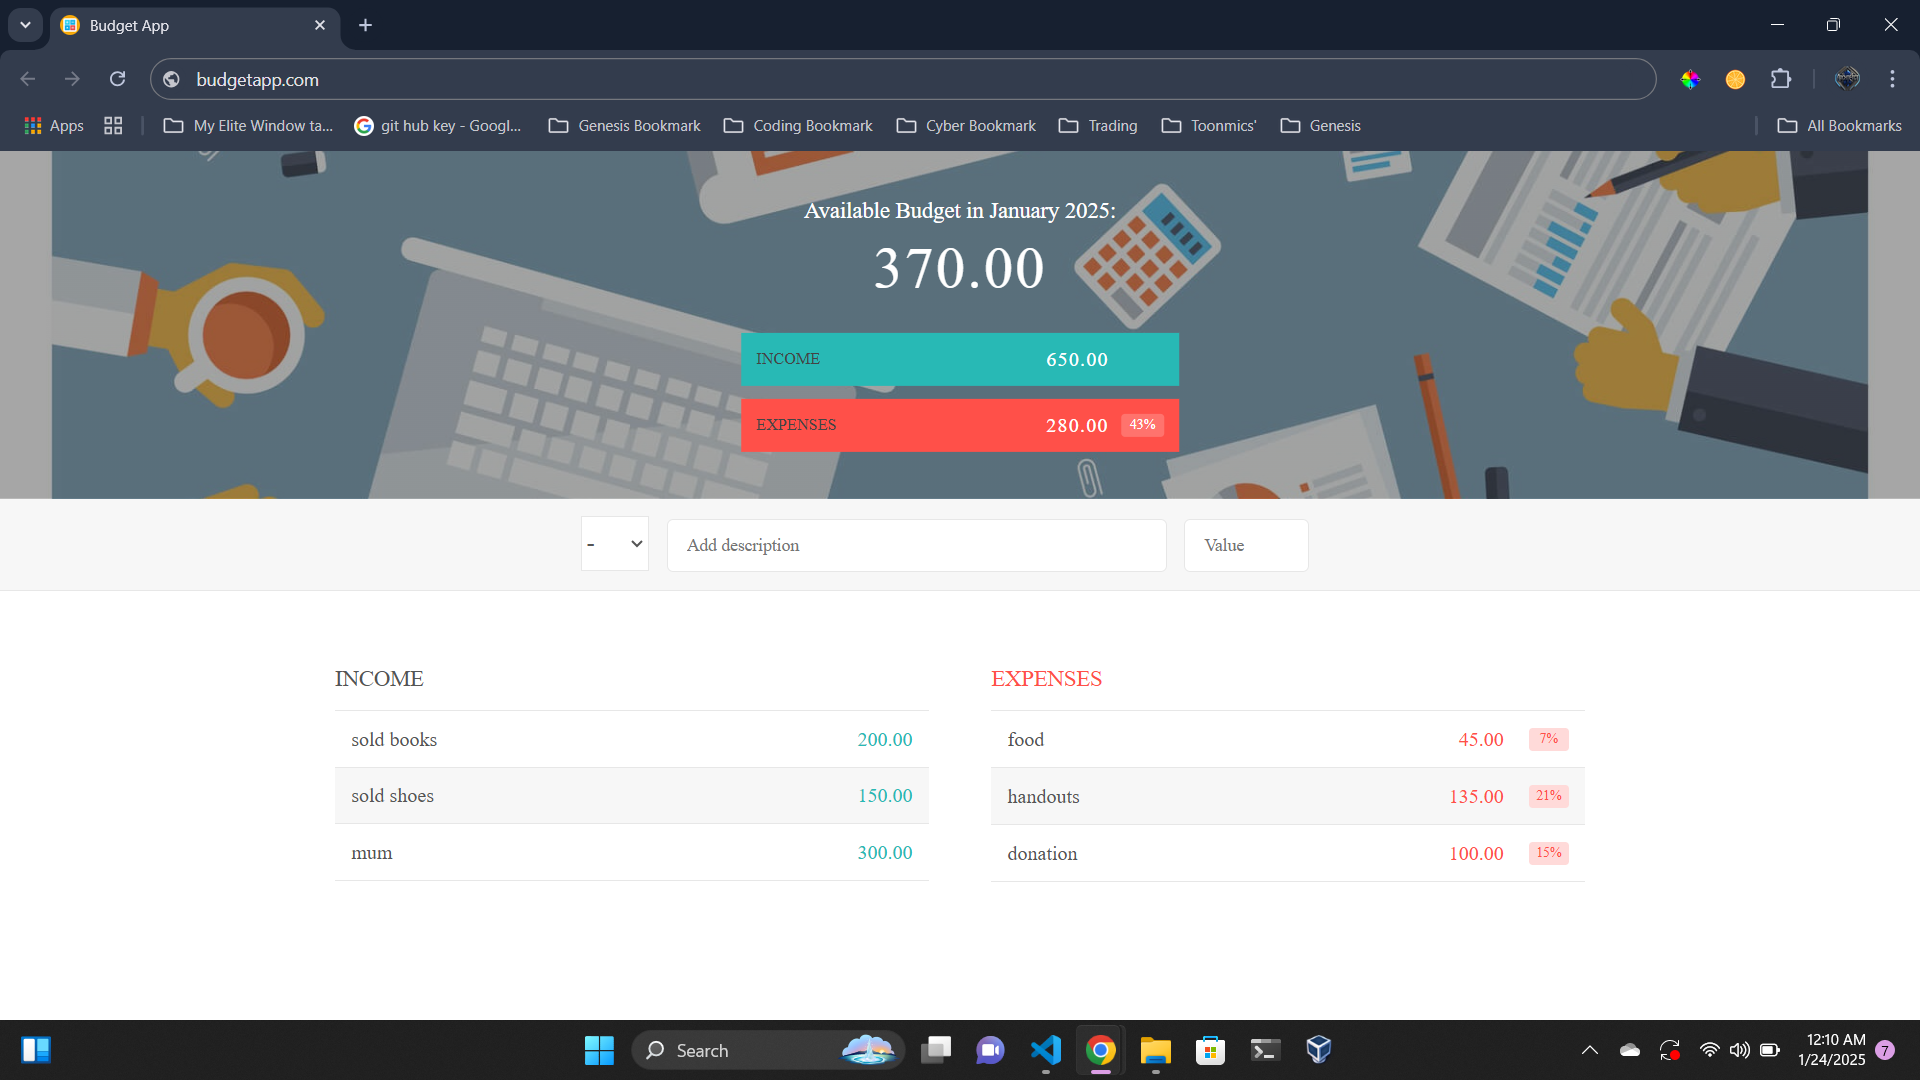 Budget App
budgetapp.com
Apps
My Elite Window ta...
git hub key - Googl...
Genesis Bookmark
Coding Bookmark
Cyber Bookmark
Trading
Toonmics'
Genesis
All Bookmarks
Available Budget in January 2025:
370.00
INCOME 650.00
EXPENSES 280.00 43%
- Add description Value
INCOME
sold books 200.00
sold shoes 150.00
mum 300.00
EXPENSES
food 45.00 7%
handouts 135.00 21%
donation 100.00 15%
Search
12:10 AM
1/24/2025
7